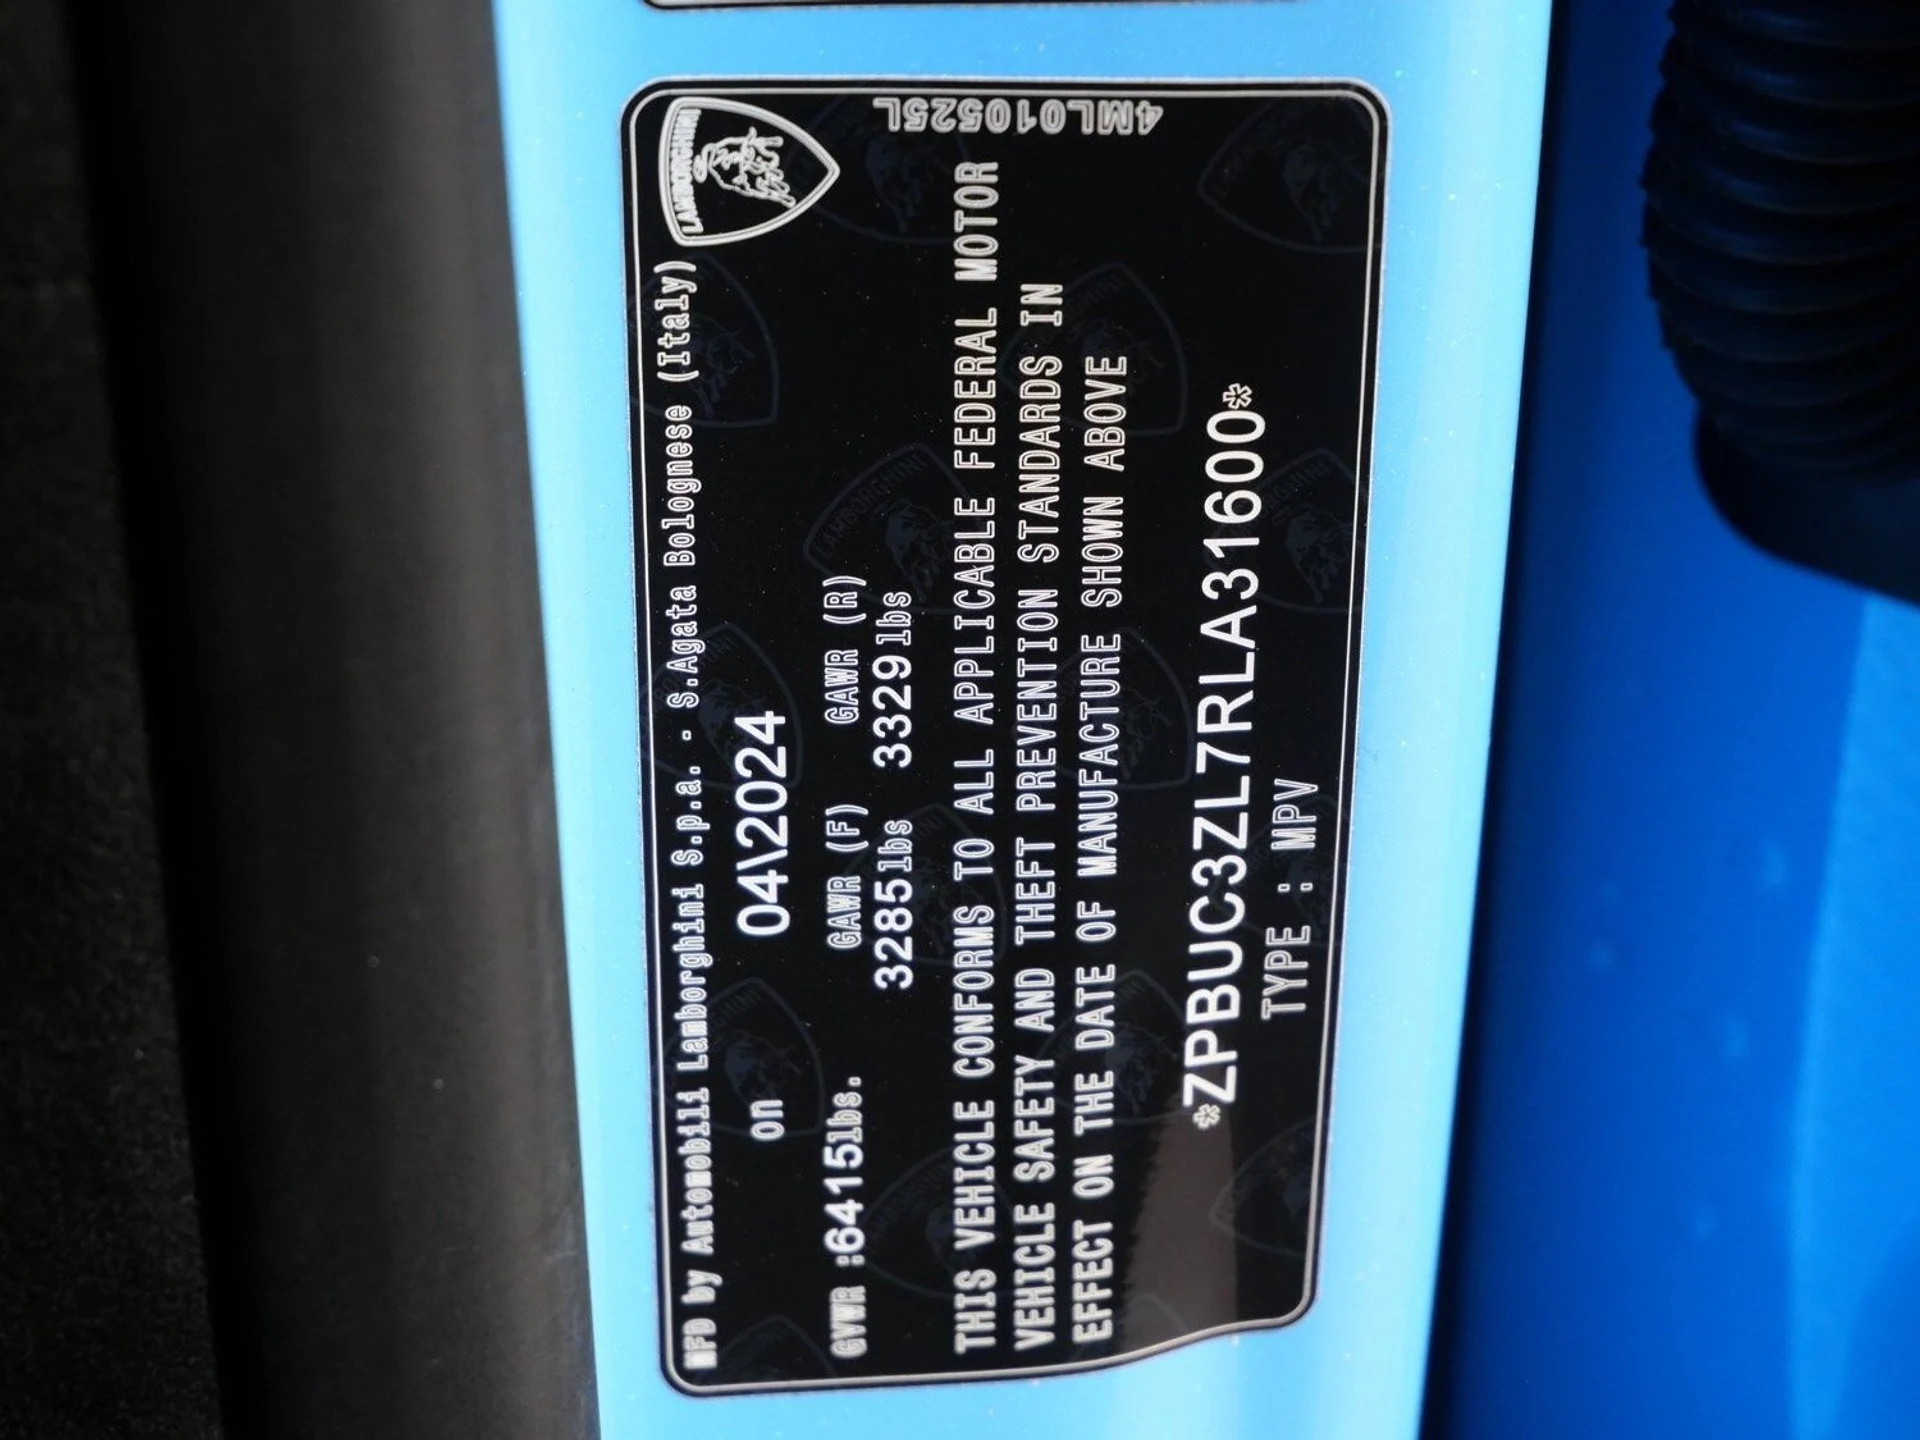 MFD by Automobili Lamborghini S.p.a. - S.Agata Bolognese (Italy)
LAMBORGHINI
on 04\2024
GVWR :6415lbs. GAWR (F) GAWR (R)
3285lbs 3329lbs
THIS VEHICLE CONFORMS TO ALL APPLICABLE FEDERAL MOTOR
VEHICLE SAFETY AND THEFT PREVENTION STANDARDS IN
EFFECT ON THE DATE OF MANUFACTURE SHOWN ABOVE
*ZPBUC3ZL7RLA31600*
TYPE : MPV
4ML010525L